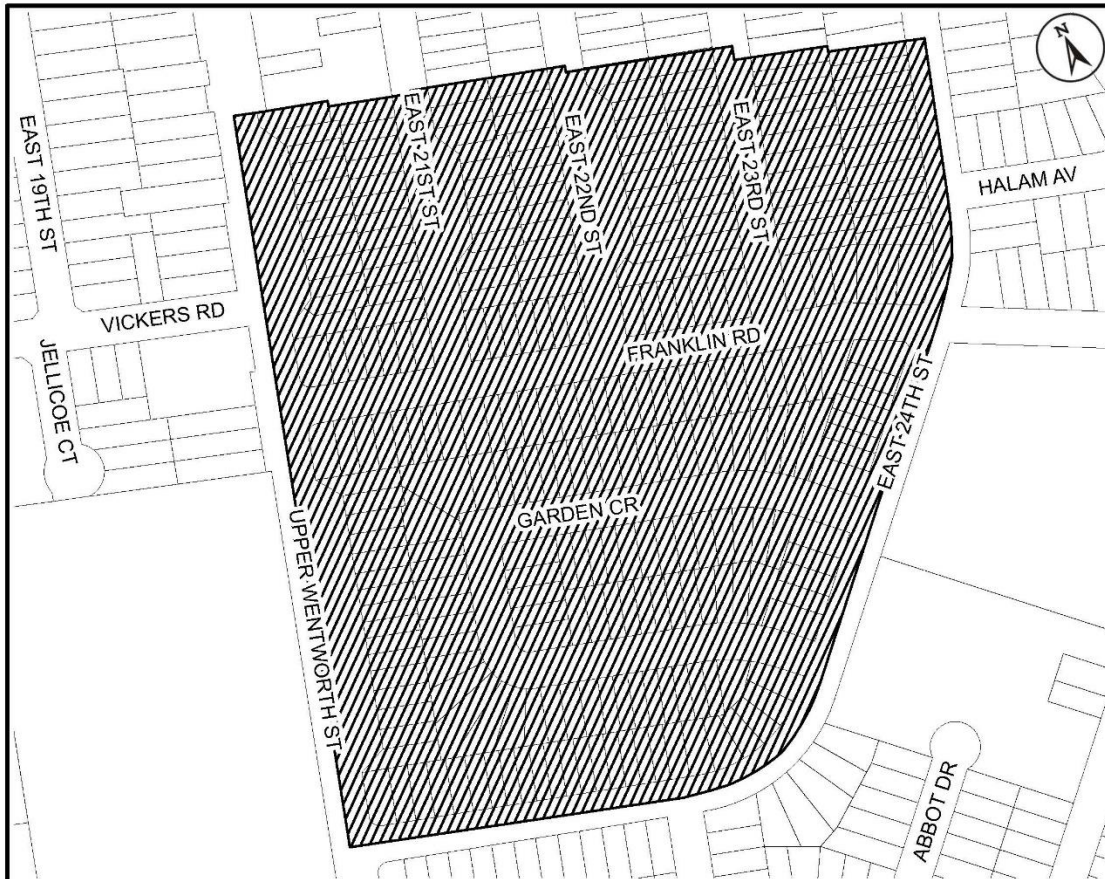 N
EAST 19TH ST
EAST 21ST ST
EAST 22ND ST
EAST 23RD ST
HALAM AV
VICKERS RD
FRANKLIN RD
JELLICOE CT
EAST 24TH ST
GARDEN CR
UPPER WENTWORTH ST
ABBOT DR